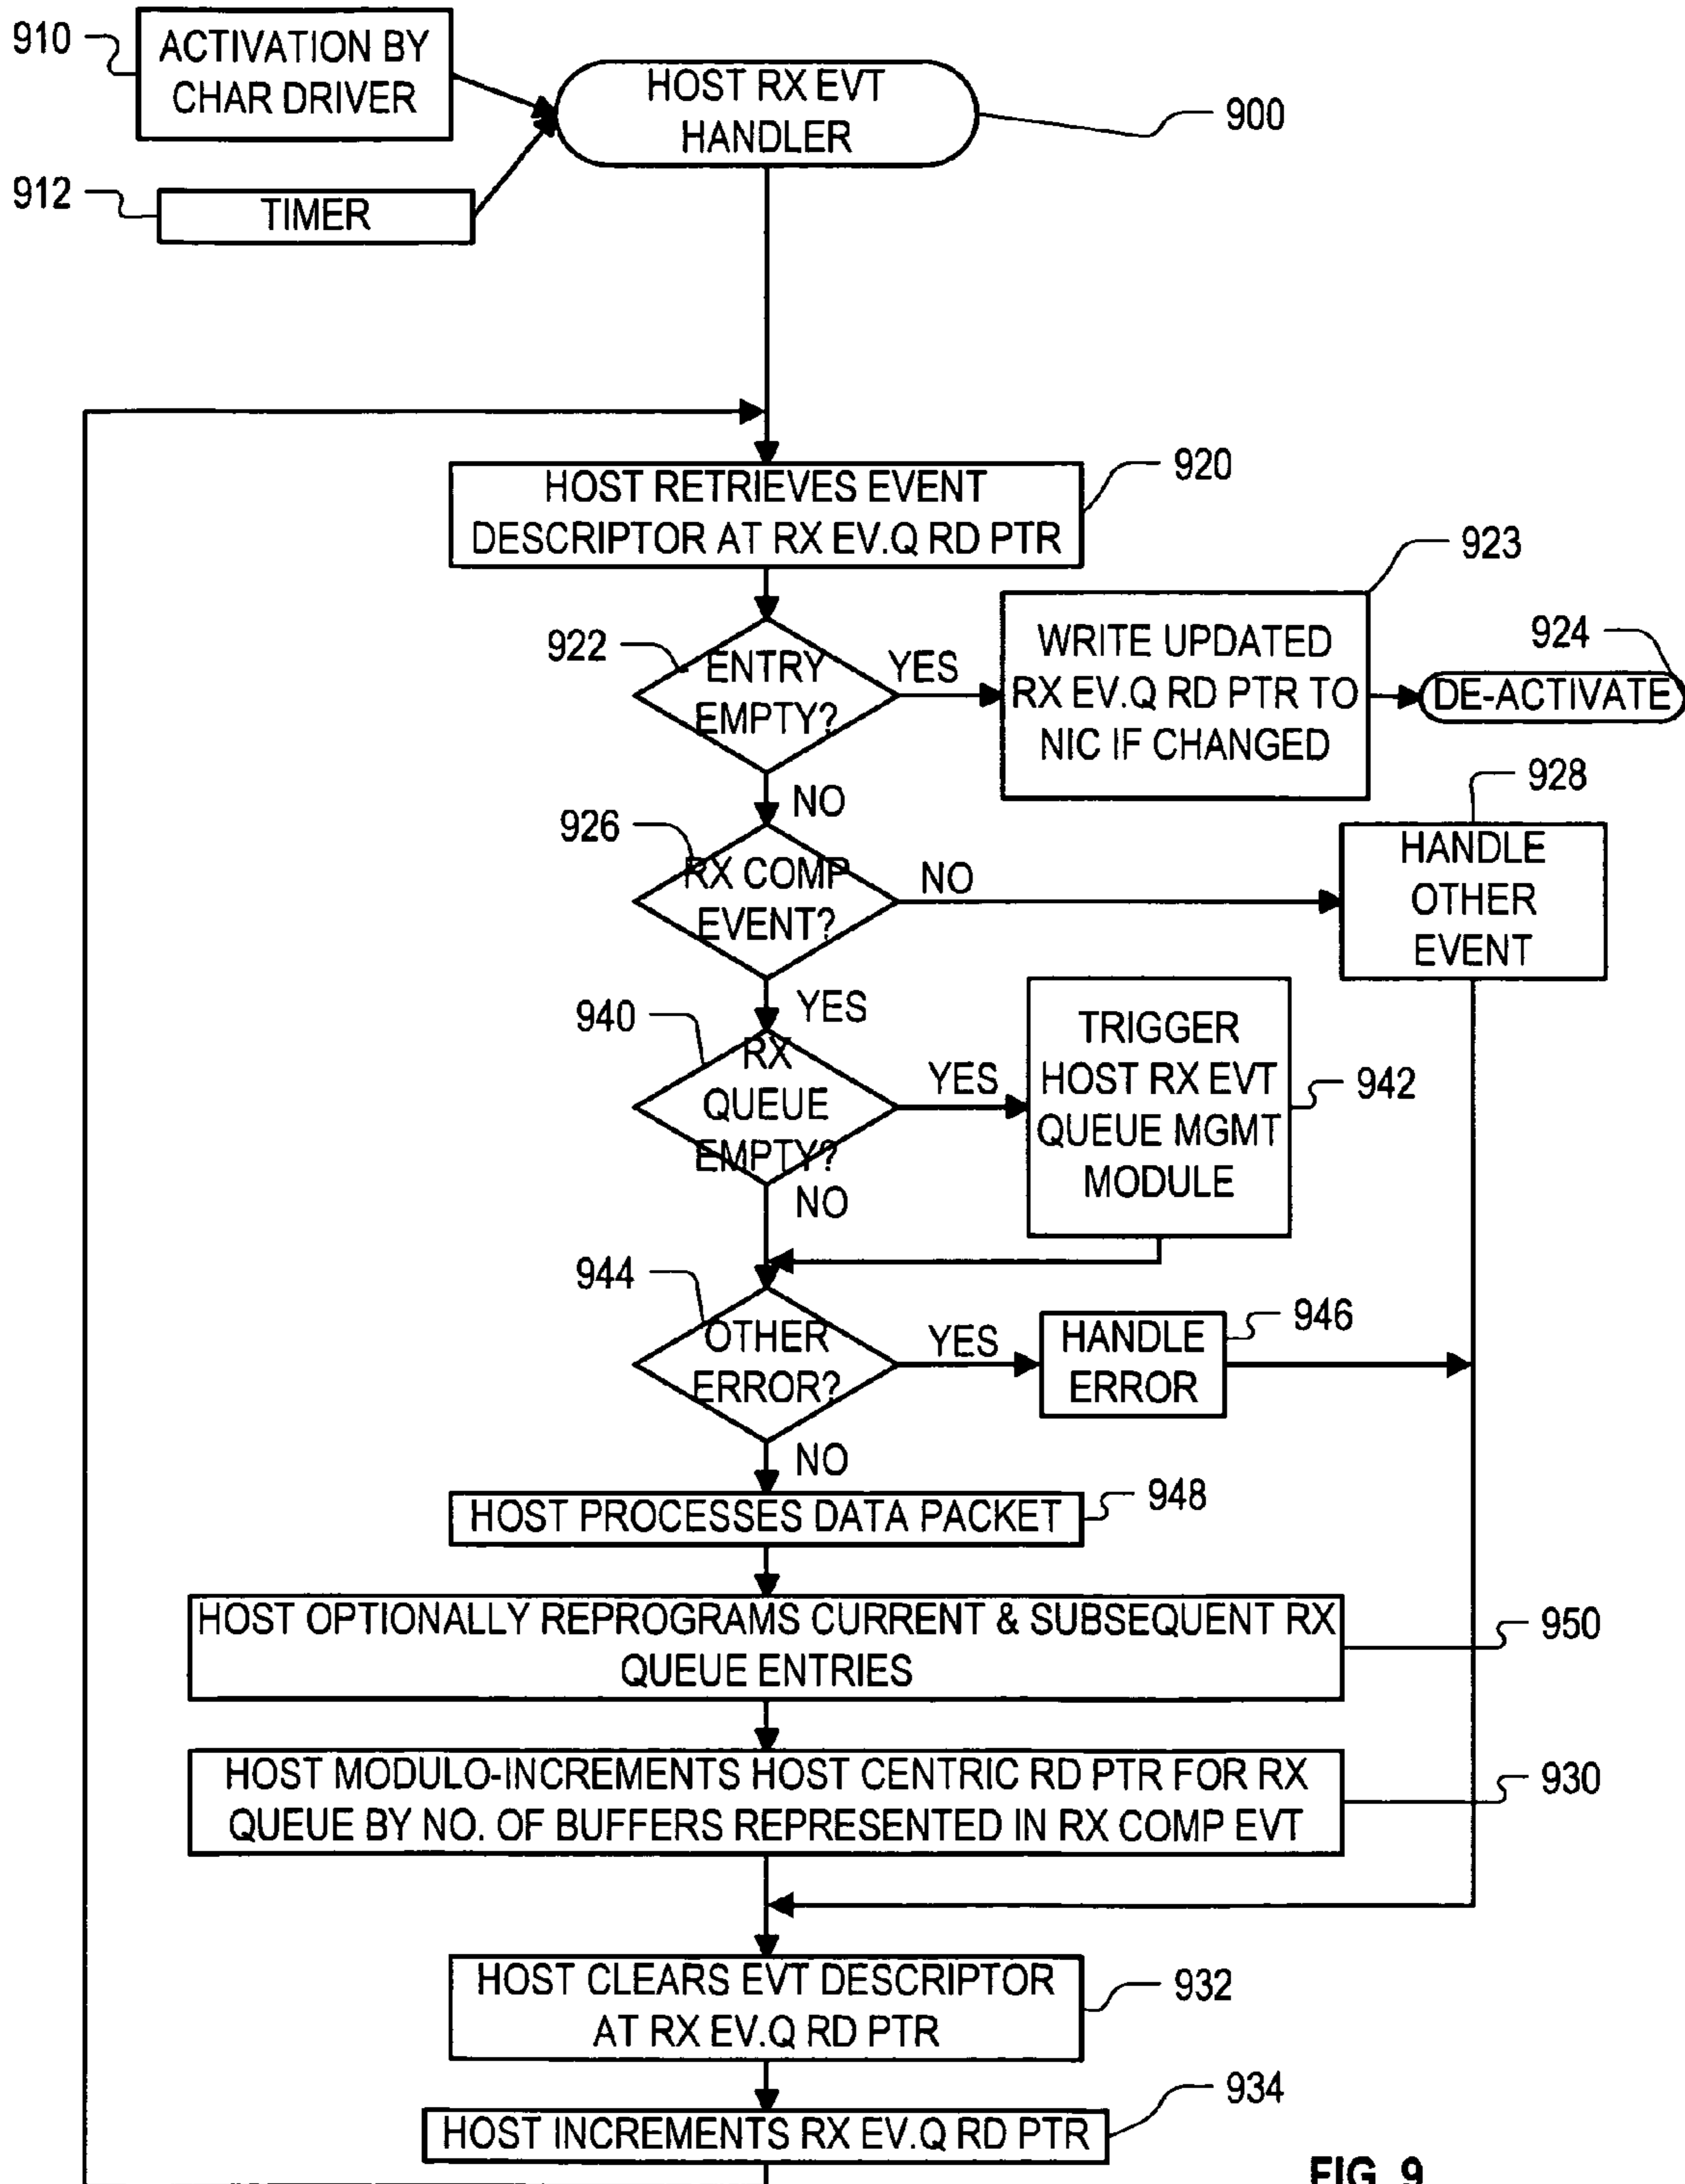 910
ACTIVATION BY
CHAR DRIVER
HOST RX EVT
HANDLER
900
912
TIMER
920
HOST RETRIEVES EVENT
DESCRIPTOR AT RX EV.Q RD PTR
923
922
ENTRY
EMPTY?
YES
WRITE UPDATED
RX EV.Q RD PTR TO
NIC IF CHANGED
924
DE-ACTIVATE
NO
928
926
RX COMP
EVENT?
NO
HANDLE
OTHER
EVENT
YES
940
RX
QUEUE
EMPTY?
YES
TRIGGER
HOST RX EVT
QUEUE MGMT
MODULE
942
NO
944
OTHER
ERROR?
YES
HANDLE
ERROR
946
NO
HOST PROCESSES DATA PACKET
948
HOST OPTIONALLY REPROGRAMS CURRENT & SUBSEQUENT RX
QUEUE ENTRIES
950
HOST MODULO-INCREMENTS HOST CENTRIC RD PTR FOR RX
QUEUE BY NO. OF BUFFERS REPRESENTED IN RX COMP EVT
930
HOST CLEARS EVT DESCRIPTOR
AT RX EV.Q RD PTR
932
934
HOST INCREMENTS RX EV.Q RD PTR
FIG. 9